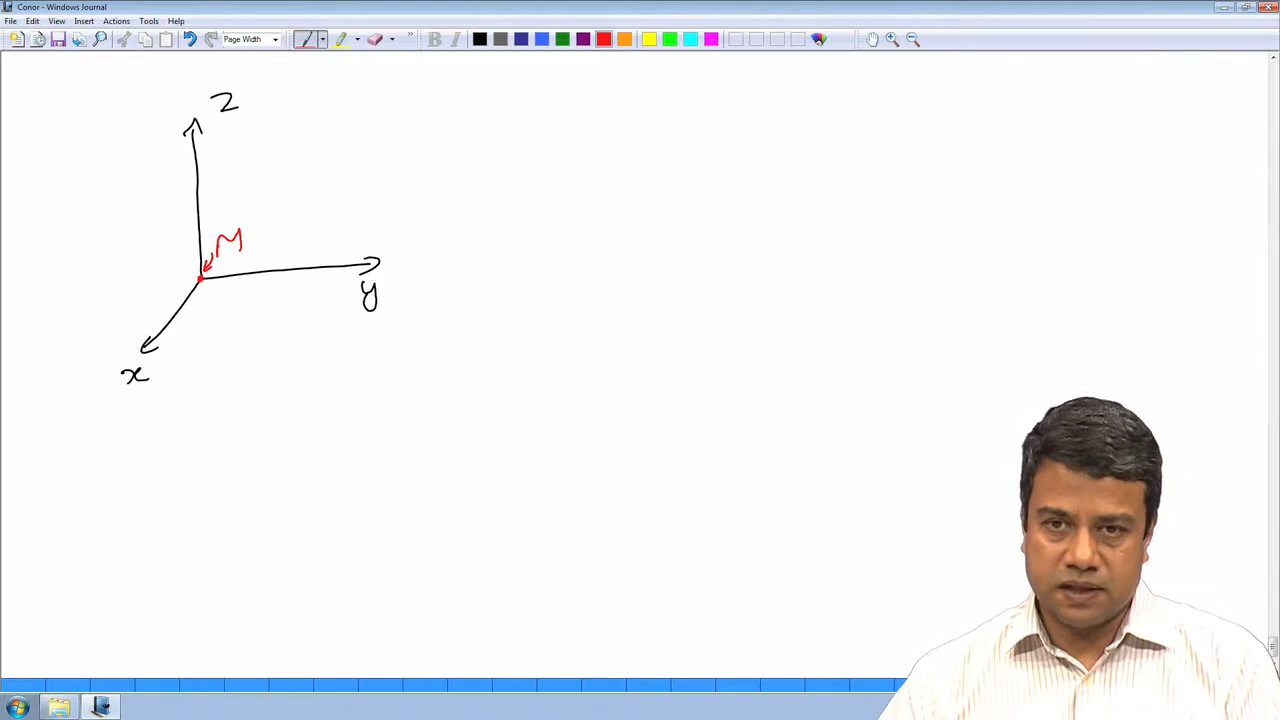 Conor - Windows Journal
File Edit View Insert Actions Tools Help
Page Width
B I
z
M
y
x